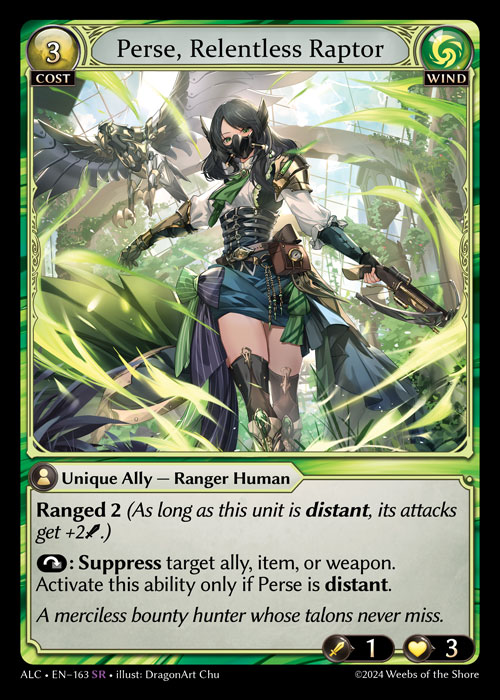 3
COST
Perse, Relentless Raptor
WIND
Unique Ally — Ranger Human
Ranged 2 (As long as this unit is distant, its attacks
get +2.)
: Suppress target ally, item, or weapon.
Activate this ability only if Perse is distant.
A merciless bounty hunter whose talons never miss.
1
3
ALC • EN–163 SR • illust: DragonArt Chu
©2024 Weebs of the Shore